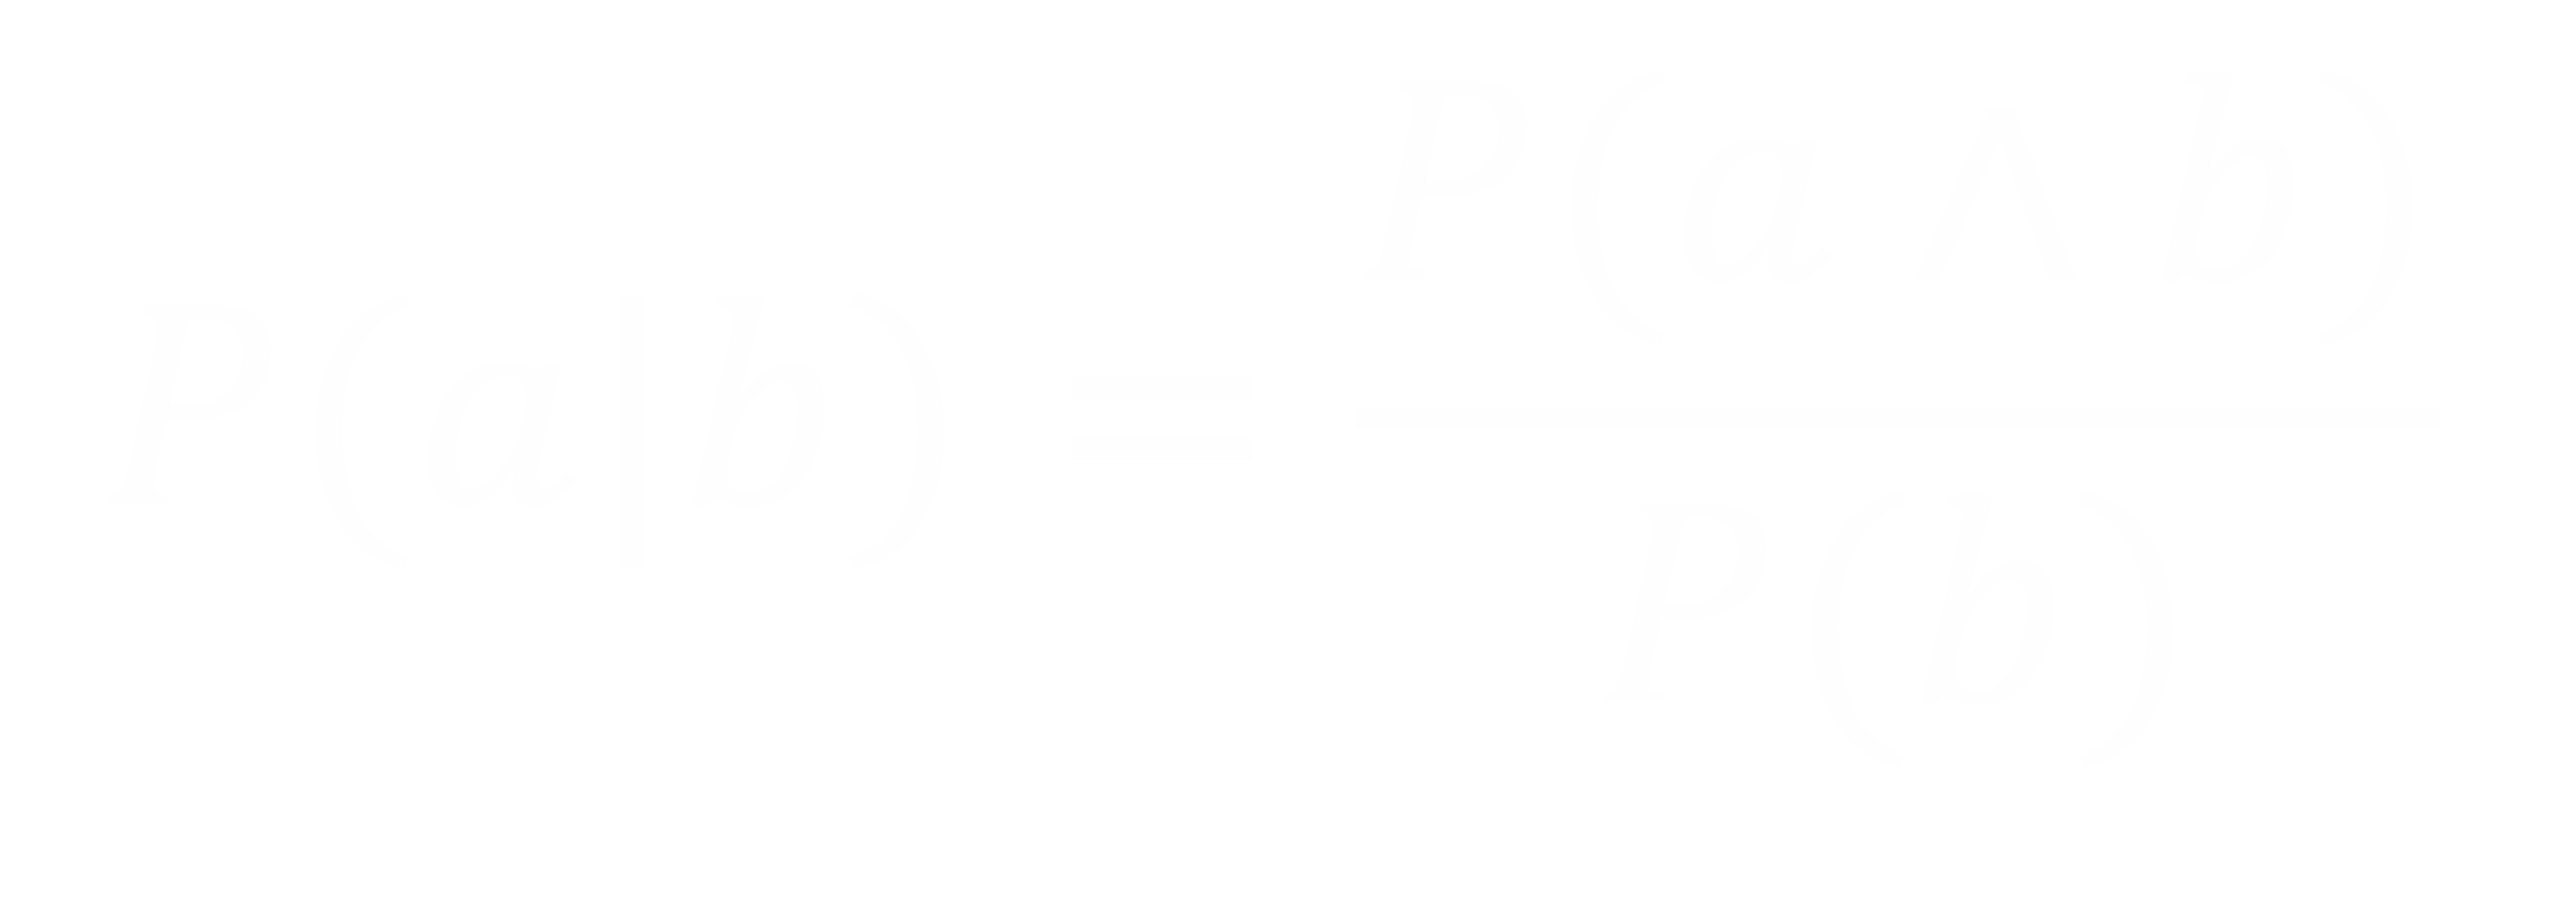 P(a|b) = P(a ∧ b) / P(b)